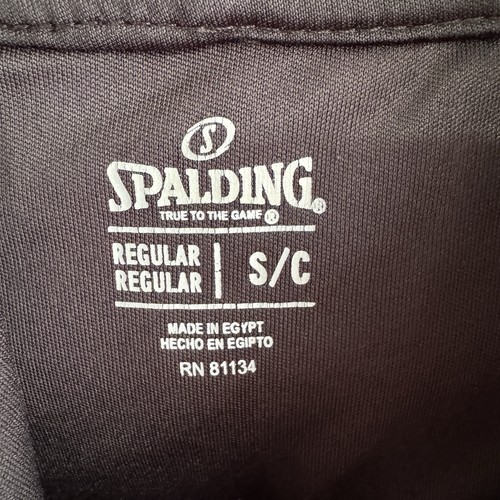 S
SPALDING®
TRUE TO THE GAME®
REGULAR
REGULAR
S/C
MADE IN EGYPT
HECHO EN EGIPTO
RN 81134